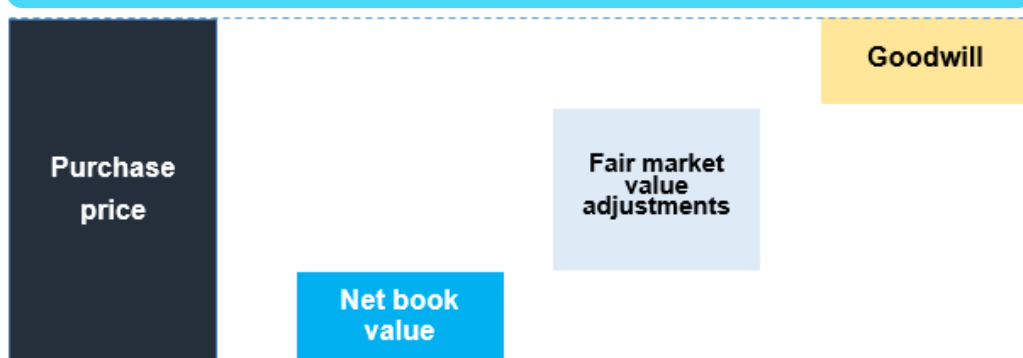 Purchase
price
Net book
value
Fair market
value
adjustments
Goodwill